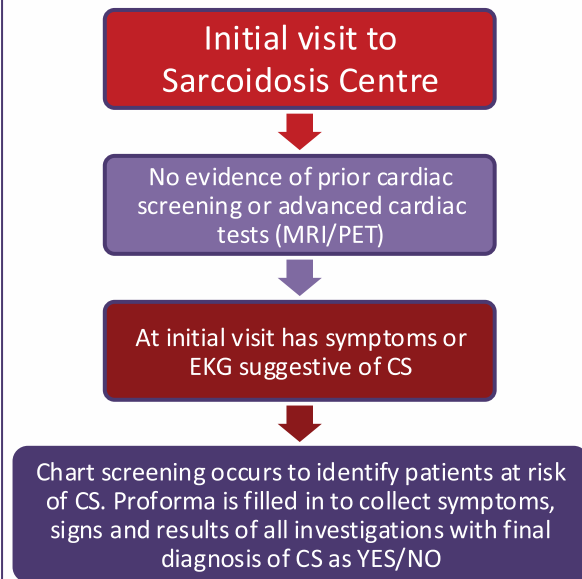 Initial visit to
Sarcoidosis Centre
No evidence of prior cardiac
screening or advanced cardiac
tests (MRI/PET)
At initial visit has symptoms or
EKG suggestive of CS
Chart screening occurs to identify patients at risk
of CS. Proforma is filled in to collect symptoms,
signs and results of all investigations with final
diagnosis of CS as YES/NO